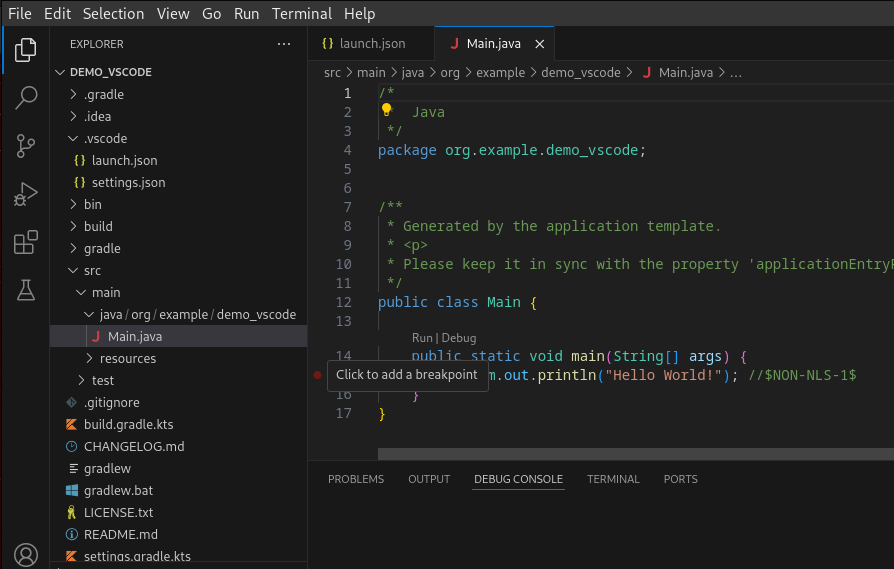 File Edit Selection View Go Run Terminal Help
EXPLORER ...
DEMO_VSCODE
.gradle
.idea
.vscode
{} launch.json
{} settings.json
bin
build
gradle
src
main
java/org/example/demo_vscode
J Main.java
resources
test
.gitignore
build.gradle.kts
CHANGELOG.md
gradlew
gradlew.bat
LICENSE.txt
README.md
settings.gradle.kts
{} launch.json J Main.java ×
src > main > java > org > example > demo_vscode > J Main.java > ...
1 /*
2 Java
3 */
4 package org.example.demo_vscode;
5
6
7 /**
8 * Generated by the application template.
9 * <p>
10 * Please keep it in sync with the property 'applicationEntry
11 */
12 public class Main {
13
Run | Debug
14 public static void main(String[] args) {
Click to add a breakpoint m.out.println("Hello World!"); //$NON-NLS-1$
16 }
17 }
PROBLEMS OUTPUT DEBUG CONSOLE TERMINAL PORTS